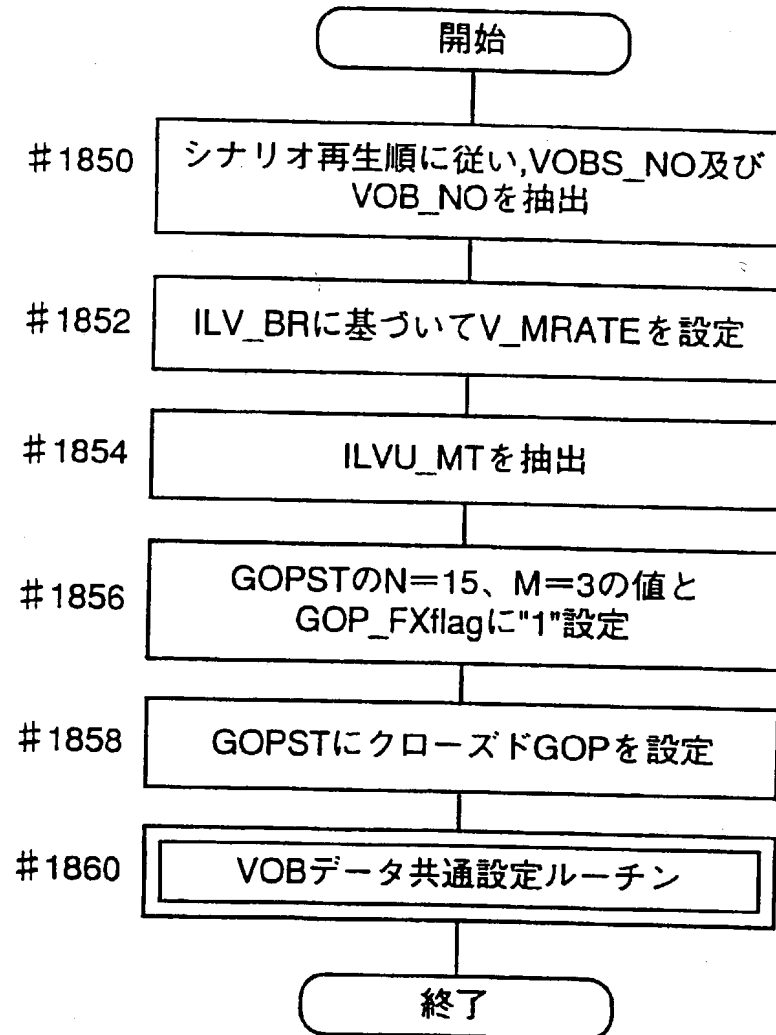 開始
#1850
シナリオ再生順に従い,VOBS_NO及び
VOB_NOを抽出
#1852
ILV_BRに基づいてV_MRATEを設定
#1854
ILVU_MTを抽出
#1856
GOPSTのN=15、M=3の値と
GOP_FXflagに"1"設定
#1858
GOPSTにクローズドGOPを設定
#1860
VOBデータ共通設定ルーチン
終了